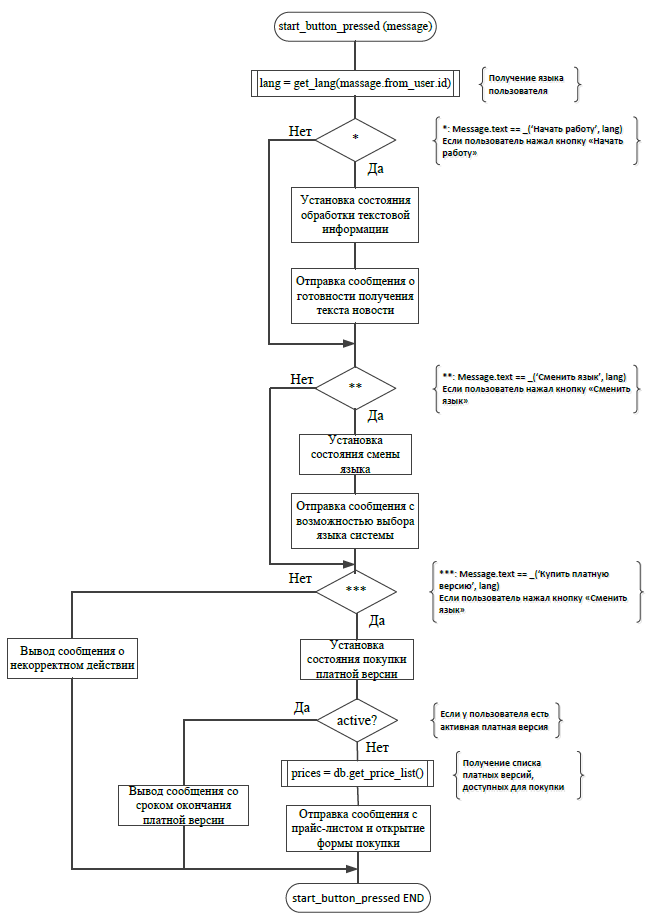 start_button_pressed (message)
lang = get_lang(massage.from_user.id)
Получение языка
пользователя
Нет
*
*: Message.text == _(‘Начать работу’, lang)
Если пользователь нажал кнопку «Начать
работу»
Да
Установка состояния
обработки текстовой
информации
Отправка сообщения о
готовности получения
текста новости
Нет
**
**: Message.text == _(‘Сменить язык’, lang)
Если пользователь нажал кнопку «Сменить
язык»
Да
Установка
состояния смены
языка
Отправка сообщения с
возможностью выбора
языка системы
Нет
***
***: Message.text == _(‘Купить платную
версию’, lang)
Если пользователь нажал кнопку «Сменить
язык»
Да
Вывод сообщения о
некорректном действии
Установка
состояния покупки
платной версии
Да
active?
Если у пользователя есть
активная платная версия
Нет
prices = db.get_price_list()
Получение списка
платных версий,
доступных для покупки
Вывод сообщения со
сроком окончания
платной версии
Отправка сообщения с
прайс-листом и открытие
формы покупки
start_button_pressed END